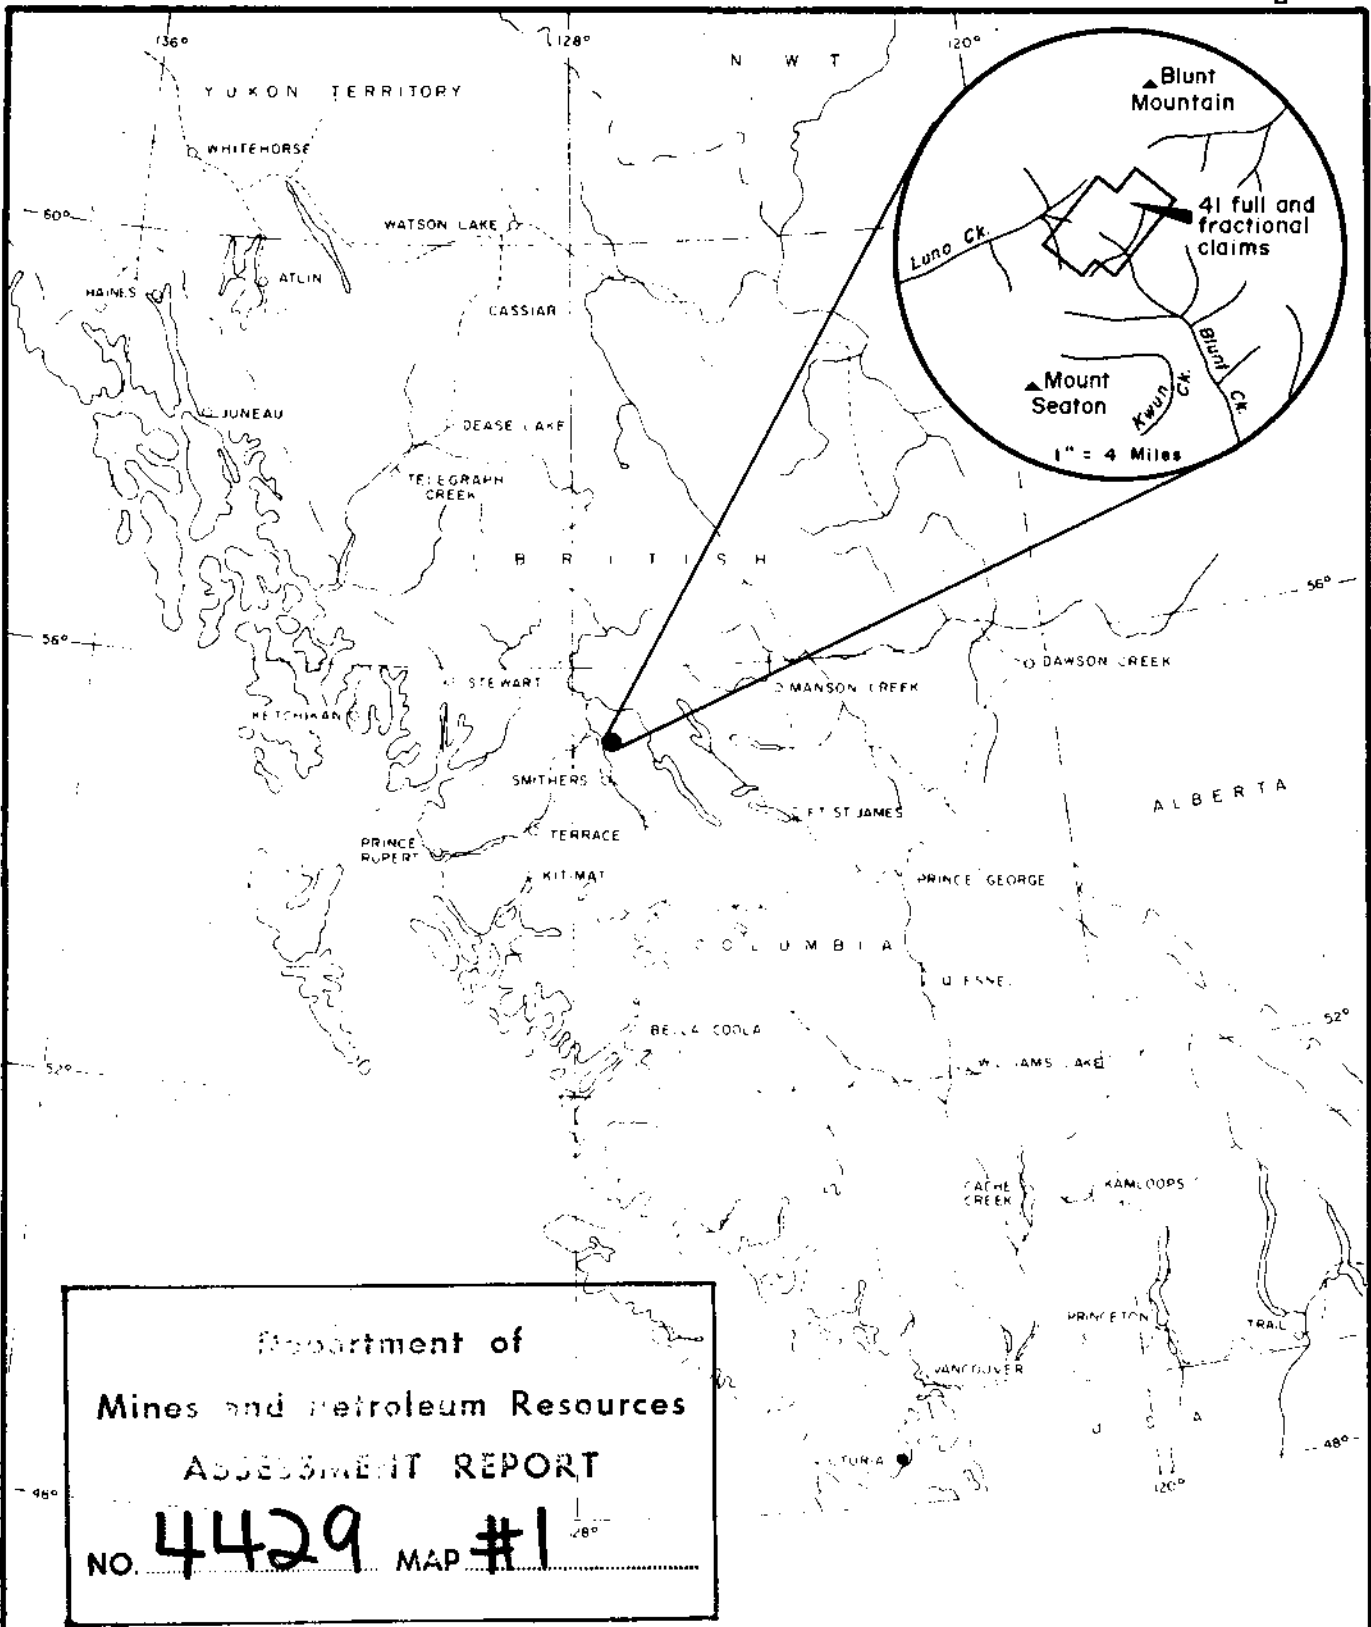 136°
128°
120°
N W T
YUKON TERRITORY
WHITEHORSE
60°
WATSON LAKE
ATLIN
HAINES
CASSIAR
JUNEAU
DEASE LAKE
TELEGRAPH
CREEK
BRITISH
56°
56°
STEWART
MANSON CREEK
DAWSON CREEK
KETCHIKAN
SMITHERS
ALBERTA
FT ST JAMES
TERRACE
PRINCE
RUPERT
KITIMAT
PRINCE GEORGE
COLUMBIA
BELLA COOLA
52°
52°
CACHE
CREEK
KAMLOOPS
PRINCETON
TRAIL
VANCOUVER
48°
48°
120°
Blunt
Mountain
41 full and
fractional
claims
Luno Ck.
Blunt Ck.
Mount
Seaton
Kwun Ck.
1" = 4 Miles
Department of
Mines and Petroleum Resources
ASSESSMENT REPORT
NO. 4429 MAP #1